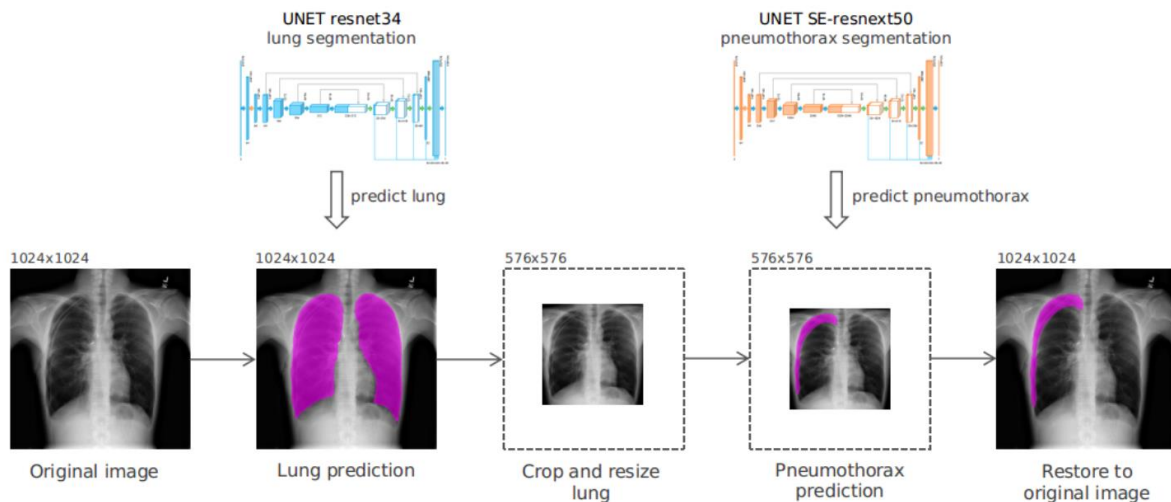 UNET resnet34
lung segmentation
UNET SE-resnext50
pneumothorax segmentation
predict lung
predict pneumothorax
1024x1024
1024x1024
576x576
576x576
1024x1024
Original image
Lung prediction
Crop and resize
lung
Pneumothorax
prediction
Restore to
original image